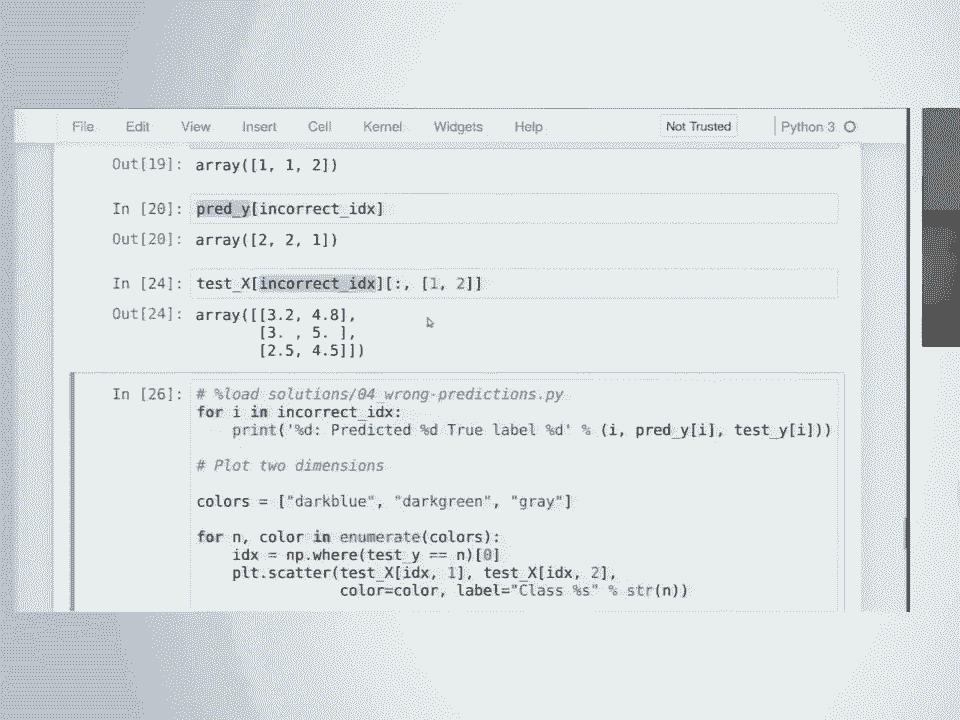 File Edit View Insert Cell Kernel Widgets Help Not Trusted Python 3
Out[19]: array([1, 1, 2])
In [20]: pred_y[incorrect_idx]
Out[20]: array([2, 2, 1])
In [24]: test_X[incorrect_idx][:, [1, 2]]
Out[24]: array([[3.2, 4.8],
[3. , 5. ],
[2.5, 4.5]])
In [26]: # %load solutions/04_wrong-predictions.py
for i in incorrect_idx:
    print('%d: Predicted %d True label %d' % (i, pred_y[i], test_y[i]))
# Plot two dimensions
colors = ["darkblue", "darkgreen", "gray"]
for n, color in enumerate(colors):
    idx = np.where(test_y == n)[0]
    plt.scatter(test_X[idx, 1], test_X[idx, 2],
                color=color, label="Class %s" % str(n))